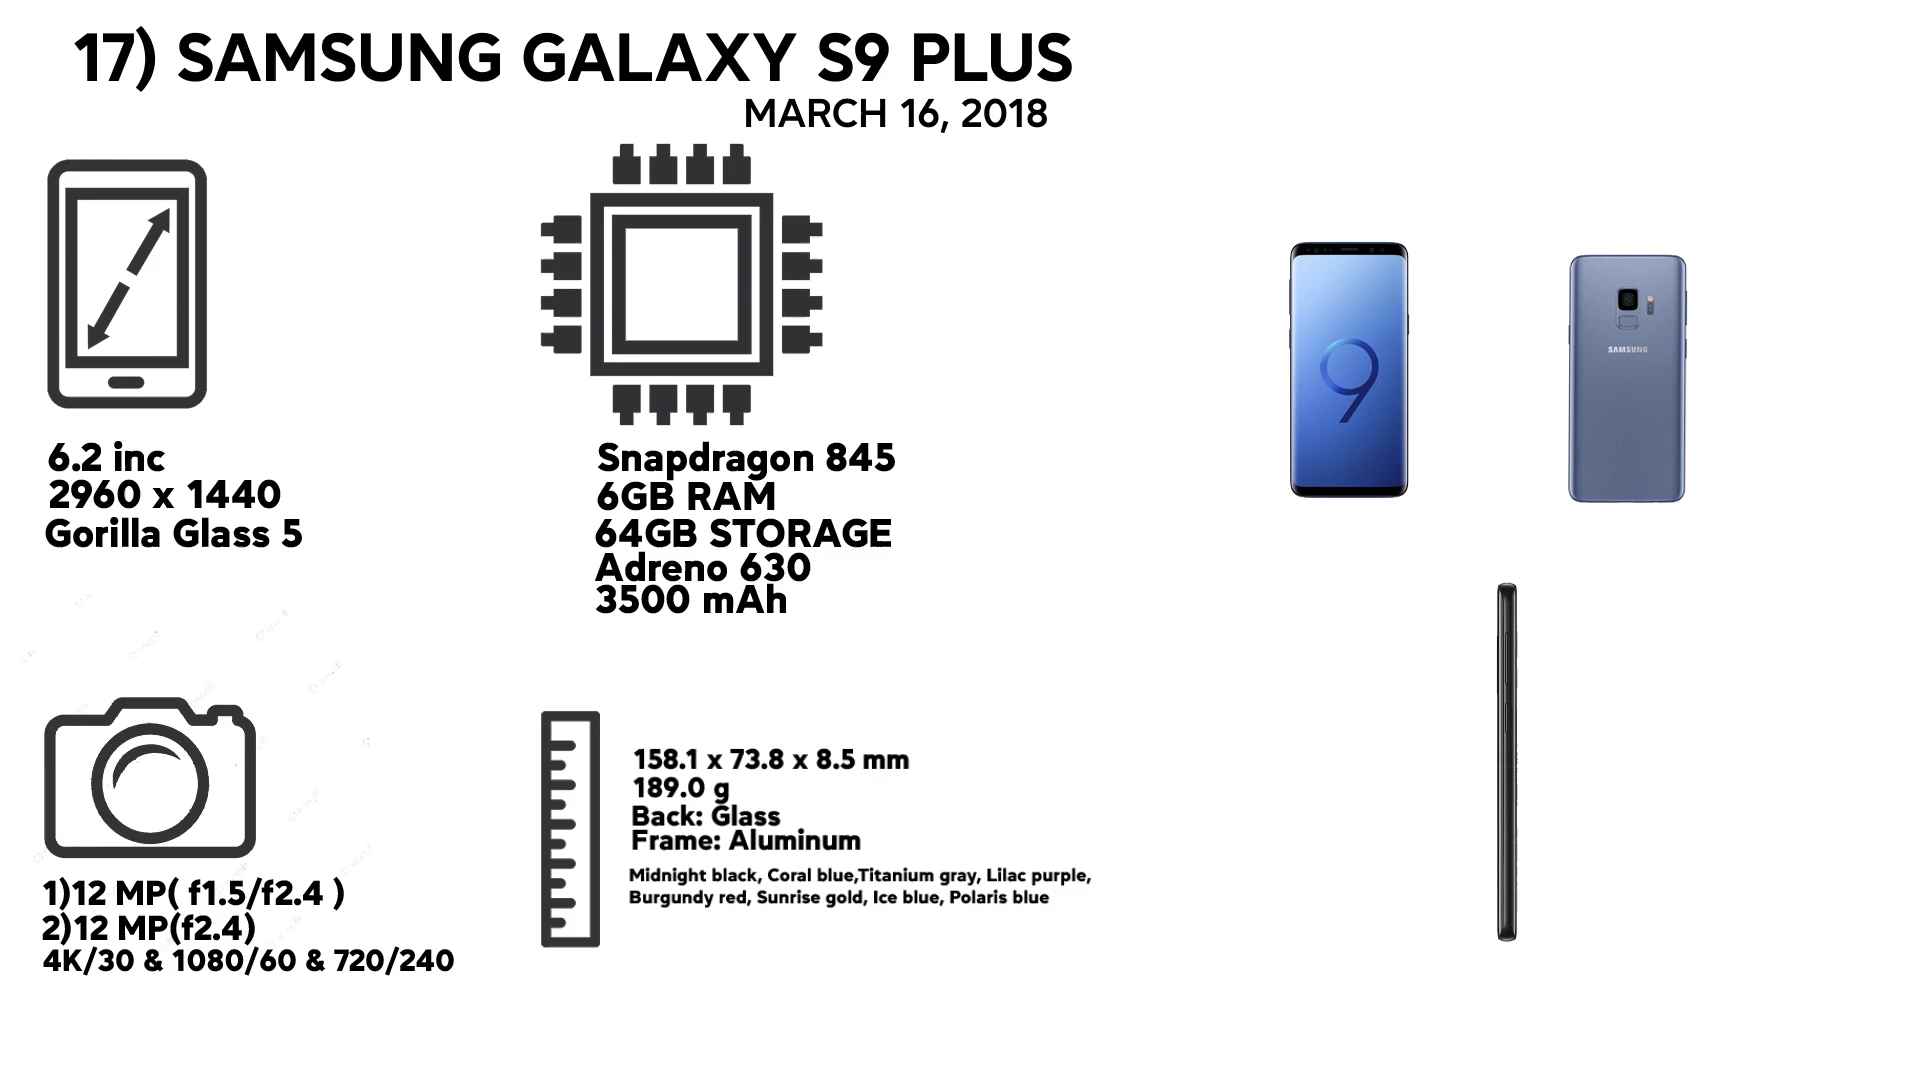 17) SAMSUNG GALAXY S9 PLUS
MARCH 16, 2018
6.2 inc
2960 x 1440
Gorilla Glass 5
Snapdragon 845
6GB RAM
64GB STORAGE
Adreno 630
3500 mAh
9
SAMSUNG
1)12 MP( f1.5/f2.4 )
2)12 MP(f2.4)
4K/30 & 1080/60 & 720/240
158.1 x 73.8 x 8.5 mm
189.0 g
Back: Glass
Frame: Aluminum
Midnight black, Coral blue,Titanium gray, Lilac purple,
Burgundy red, Sunrise gold, Ice blue, Polaris blue